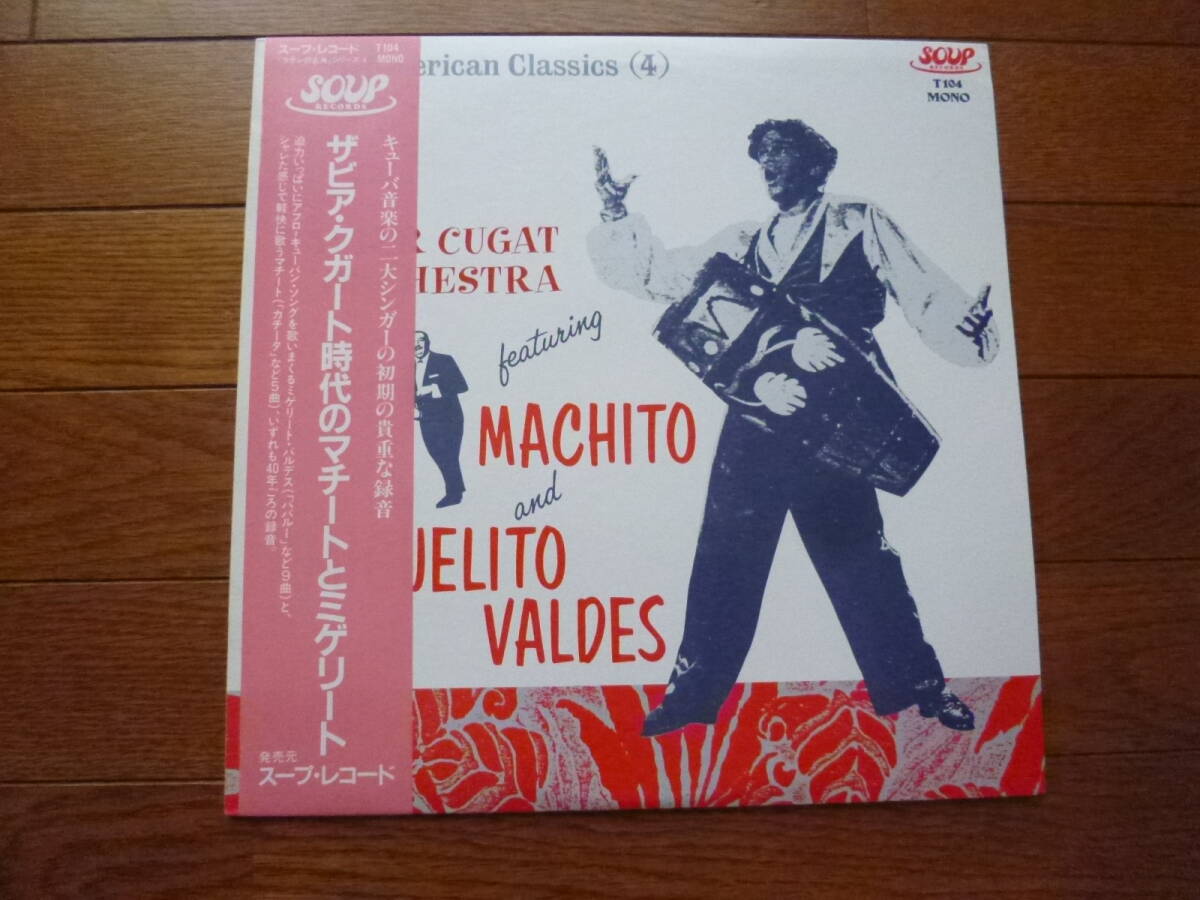 スープ・レコード T104
「ラテンの古典」シリーズ 4 MONO
SOUP
RECORDS
キューバ音楽の二大シンガーの初期の貴重な録音
ザビア・クガート時代のマチートとミゲリート
迫力いっぱいにアフロ・キューバン・ソングを歌いまくるミゲリート・バルデス(「ババルー」など9曲)と、
シャレた感じで軽快に歌うマチート(「カチータ」など5曲)、いずれも40年ごろの録音。
発売元
スープ・レコード
erican Classics (4)
SOUP
RECORDS
T104
MONO
R CUGAT
HESTRA
featuring
MACHITO
and
UELITO
VALDES